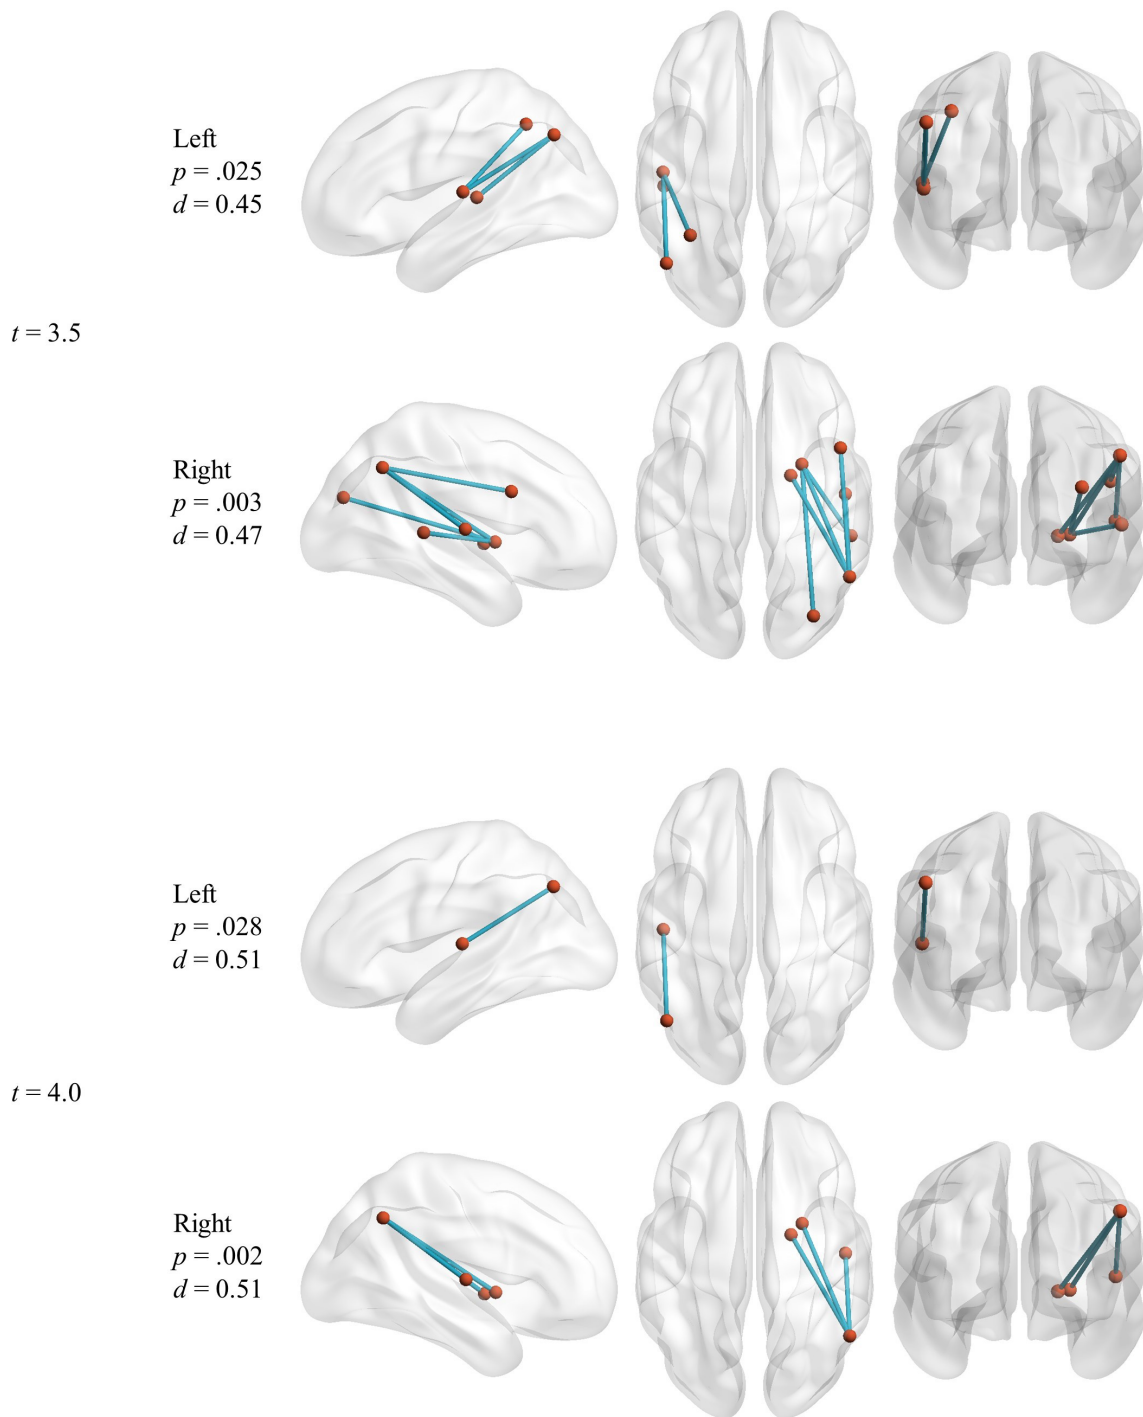 Left
p = .025
d = 0.45
t = 3.5
Right
p = .003
d = 0.47
Left
p = .028
d = 0.51
t = 4.0
Right
p = .002
d = 0.51